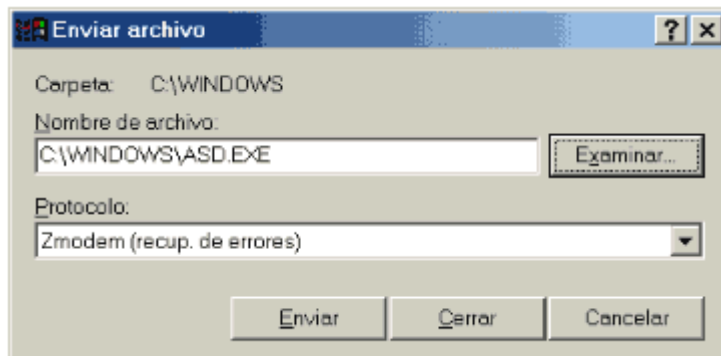 Enviar archivo
Carpeta: C:\WINDOWS
Nombre de archivo:
C:\WINDOWS\ASD.EXE
Examinar...
Protocolo:
Zmodem (recup. de errores)
Enviar Cerrar Cancelar